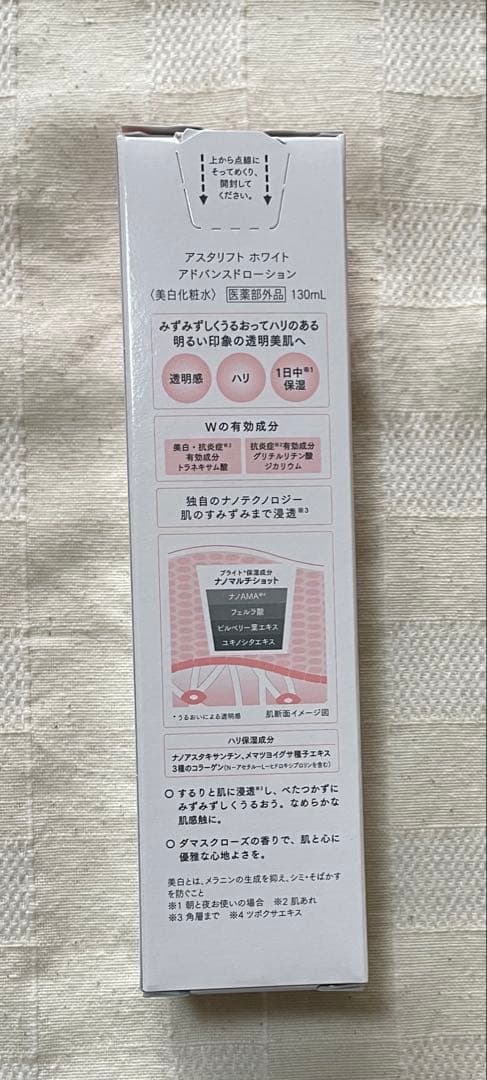 上から点線に
そってめくり、
開封して
ください。
アスタリフト ホワイト
アドバンスドローション
〈美白化粧水〉 医薬部外品 130mL
みずみずしくうるおってハリのある
明るい印象の透明美肌へ
透明感
ハリ
1日中※1
保湿
Wの有効成分
美白・抗炎症※2
有効成分
トラネキサム酸
抗炎症※2有効成分
グリチルリチン酸
ジカリウム
独自のナノテクノロジー
肌のすみずみまで浸透※3
ブライト*保湿成分
ナノマルチショット
ナノAMA※4
フェルラ酸
ビルベリー葉エキス
ユキノシタエキス
*うるおいによる透明感
肌断面イメージ図
ハリ保湿成分
ナノアスタキサンチン、メマツヨイグサ種子エキス
3種のコラーゲン(N-アセチル-L-ヒドロキシプロリンを含む)
○ するりと肌に浸透※3し、べたつかずに
みずみずしくうるおう。なめらかな
肌感触に。
○ ダマスクローズの香りで、肌と心に
優雅な心地よさを。
美白とは、メラニンの生成を抑え、シミ・そばかす
を防ぐこと
※1 朝と夜お使いの場合 ※2 肌あれ
※3 角層まで ※4 ツボクサエキス